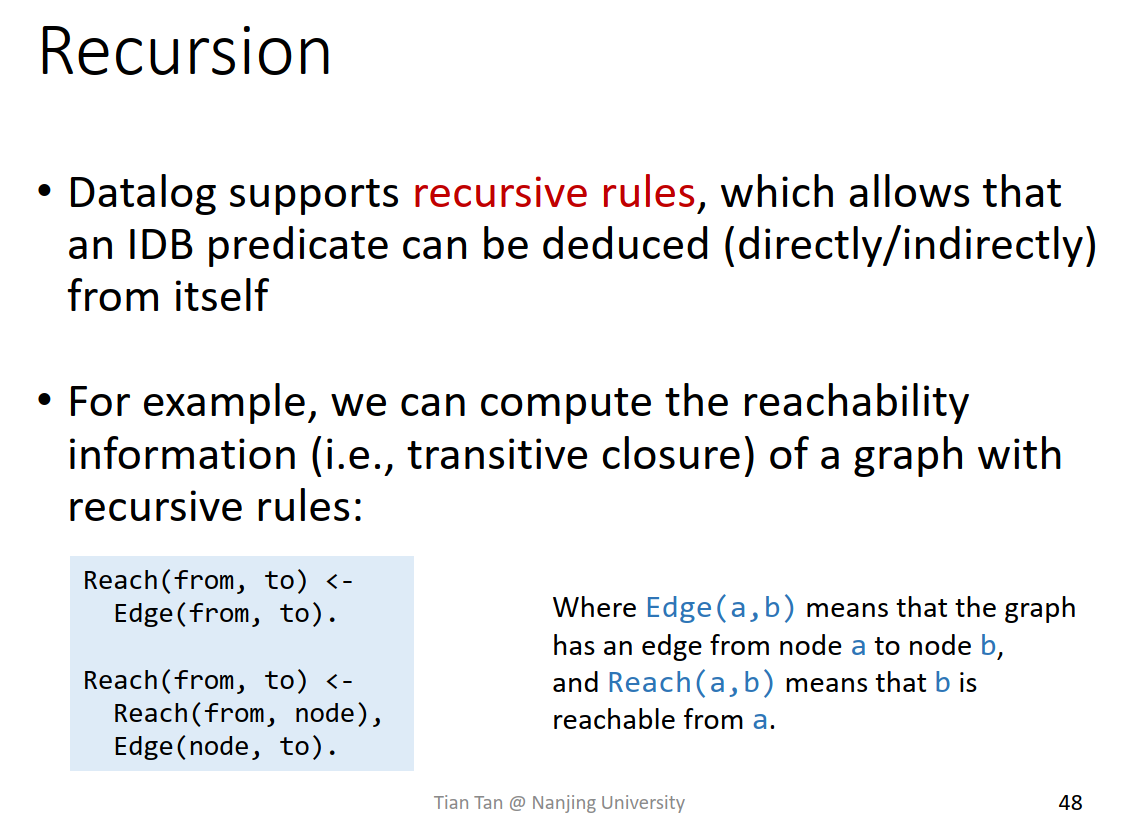 Recursion
• Datalog supports recursive rules, which allows that
an IDB predicate can be deduced (directly/indirectly)
from itself
• For example, we can compute the reachability
information (i.e., transitive closure) of a graph with
recursive rules:
Reach(from, to) <-
  Edge(from, to).
Reach(from, to) <-
  Reach(from, node),
  Edge(node, to).
Where Edge(a,b) means that the graph
has an edge from node a to node b,
and Reach(a,b) means that b is
reachable from a.
Tian Tan @ Nanjing University
48